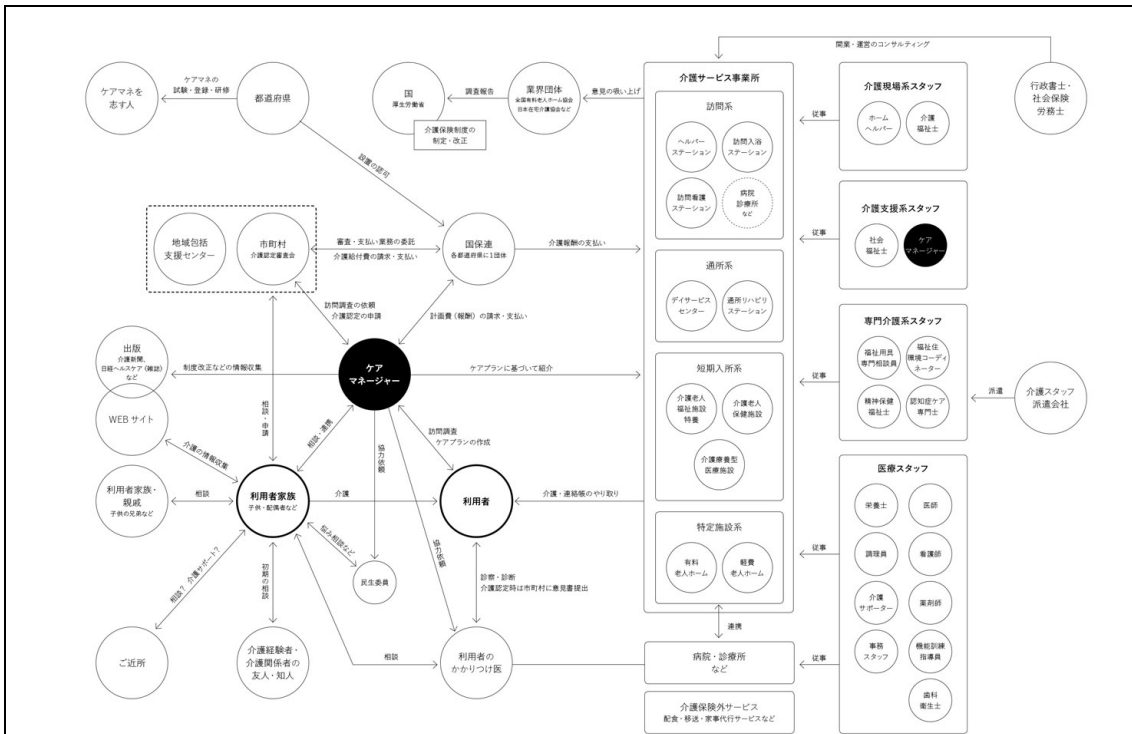 開業・運営のコンサルティング
ケアマネを
志す人
ケアマネの
試験・登録・研修
都道府県
国
厚生労働省
介護保険制度の
制定・改正
調査報告
業界団体
全国有料老人ホーム協会
日本在宅介護協会など
意見の吸い上げ
介護サービス事業所
訪問系
ヘルパー
ステーション
訪問入浴
ステーション
訪問看護
ステーション
病院
診療所
など
従事
介護現場系スタッフ
ホーム
ヘルパー
介護
福祉士
行政書士・
社会保険
労務士
設置の認可
地域包括
支援センター
市町村
介護認定審査会
審査・支払い業務の委託
介護給付費の請求・支払い
国保連
各都道府県に1団体
介護報酬の支払い
従事
介護支援系スタッフ
社会
福祉士
ケア
マネージャー
通所系
デイサービス
センター
通所リハビリ
ステーション
訪問調査の依頼
介護認定の申請
計画費（報酬）の請求・支払い
出版
介護新聞、
日経ヘルスケア（雑誌）
など
制度改正などの情報収集
ケア
マネージャー
ケアプランに基づいて紹介
短期入所系
介護老人
福祉施設
特養
介護老人
保健施設
介護療養型
医療施設
従事
専門介護系スタッフ
福祉用具
専門相談員
福祉住
環境コーディ
ネーター
精神保健
福祉士
認知症ケア
専門士
派遣
介護スタッフ
派遣会社
WEBサイト
介護の情報収集
相談・申請
相談・連携
協力依頼
訪問調査
ケアプランの作成
利用者家族・
親戚
子供の兄弟など
相談
利用者家族
子供・配偶者など
介護
利用者
介護・連絡帳のやり取り
特定施設系
有料
老人ホーム
軽費
老人ホーム
従事
医療スタッフ
栄養士
医師
調理員
看護師
介護
サポーター
薬剤師
事務
スタッフ
機能訓練
指導員
歯科
衛生士
相談？ 介護サポート？
初期の相談
悩み相談など
民生委員
協力依頼
診察・診断
介護認定時は市町村に意見書提出
連携
ご近所
介護経験者・
介護関係者の
友人・知人
相談
利用者の
かかりつけ医
病院・診療所
など
従事
介護保険外サービス
配食・移送・家事代行サービスなど